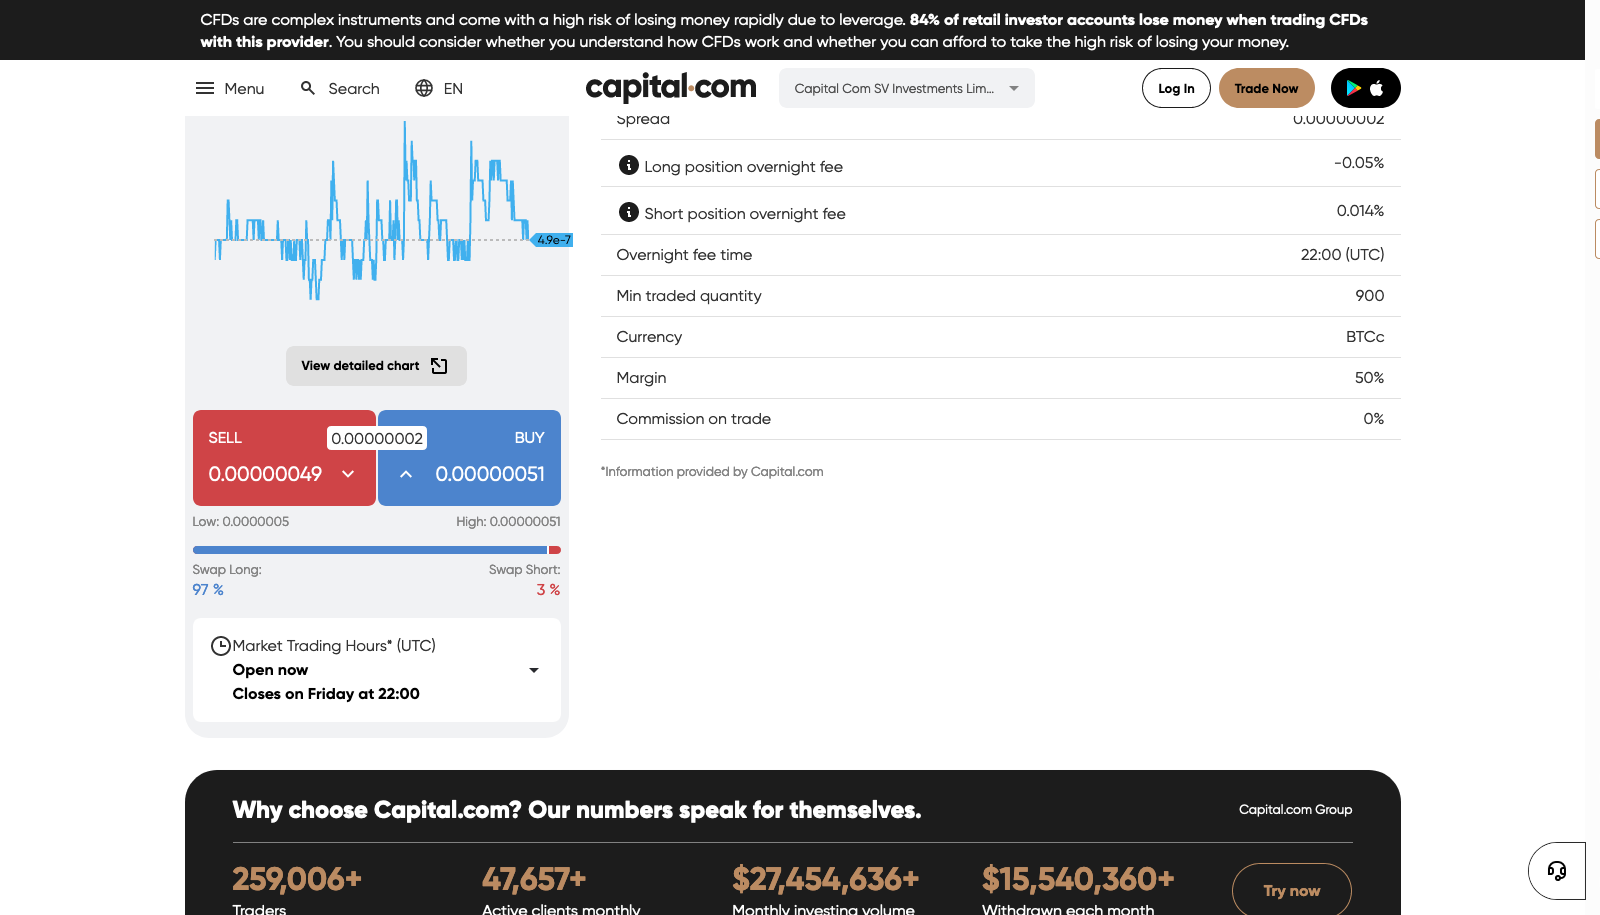 CFDs are complex instruments and come with a high risk of losing money rapidly due to leverage. 84% of retail investor accounts lose money when trading CFDs
with this provider. You should consider whether you understand how CFDs work and whether you can afford to take the high risk of losing your money.
Menu
Search
EN
capital.com
Capital Com SV Investments Lim...
Log In
Trade Now
4.9e-7
View detailed chart
SELL
0.00000049
0.00000002
BUY
0.00000051
Low: 0.0000005
High: 0.00000051
Swap Long:
97 %
Swap Short:
3 %
Market Trading Hours* (UTC)
Open now
Closes on Friday at 22:00
Spread 0.00000002
Long position overnight fee -0.05%
Short position overnight fee 0.014%
Overnight fee time 22:00 (UTC)
Min traded quantity 900
Currency BTCc
Margin 50%
Commission on trade 0%
*Information provided by Capital.com
Why choose Capital.com? Our numbers speak for themselves.
Capital.com Group
259,006+
Traders
47,657+
Active clients monthly
$27,454,636+
Monthly investing volume
$15,540,360+
Withdrawn each month
Try now